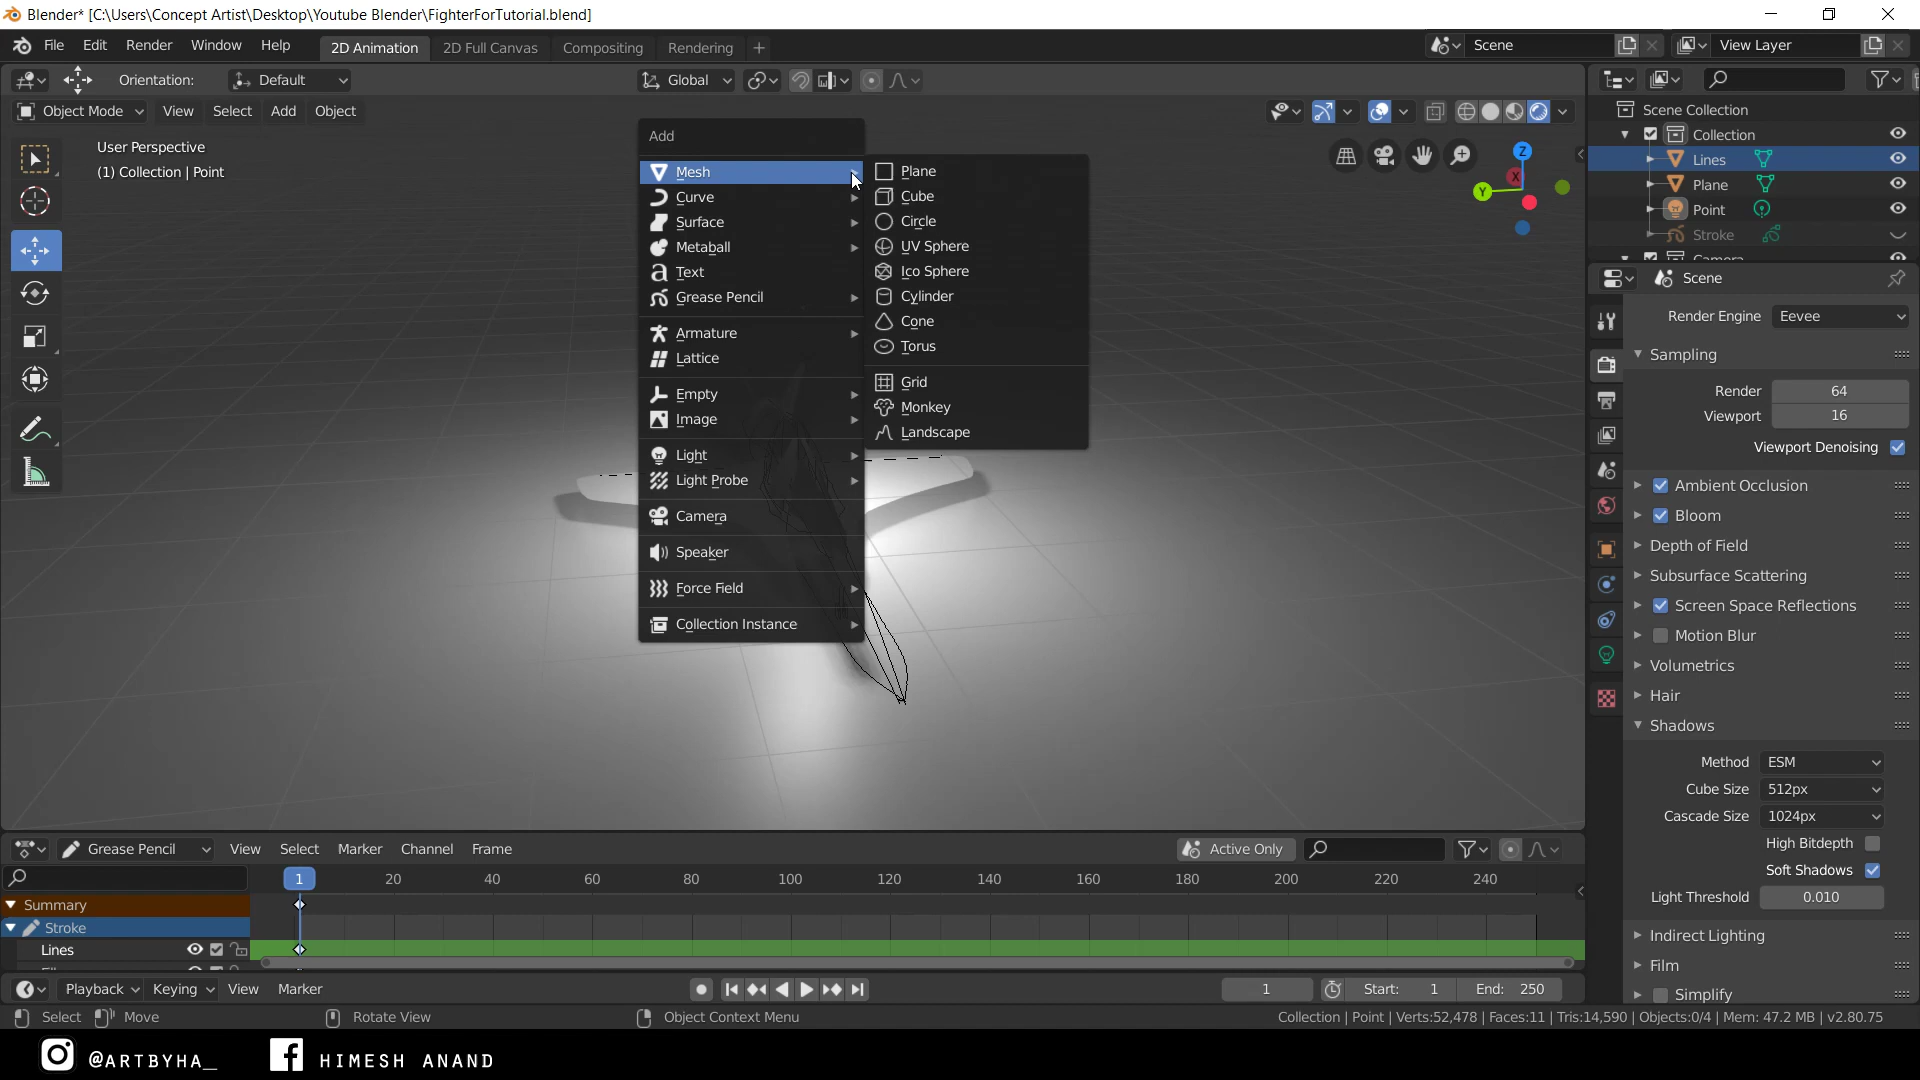 Blender* [C:\Users\Concept Artist\Desktop\Youtube Blender\FighterForTutorial.blend]
File Edit Render Window Help 2D Animation 2D Full Canvas Compositing Rendering + Scene View Layer
Orientation: Default Global
Object Mode View Select Add Object
User Perspective
(1) Collection | Point
Add
Mesh
Curve
Surface
Metaball
Text
Grease Pencil
Armature
Lattice
Empty
Image
Light
Light Probe
Camera
Speaker
Force Field
Collection Instance
Plane
Cube
Circle
UV Sphere
Ico Sphere
Cylinder
Cone
Torus
Grid
Monkey
Landscape
Z
X
Y
Scene Collection
Collection
Lines
Plane
Point
Stroke
Camera
Scene
Render Engine Eevee
Sampling
Render 64
Viewport 16
Viewport Denoising
Ambient Occlusion
Bloom
Depth of Field
Subsurface Scattering
Screen Space Reflections
Motion Blur
Volumetrics
Hair
Shadows
Method ESM
Cube Size 512px
Cascade Size 1024px
High Bitdepth
Soft Shadows
Light Threshold 0.010
Indirect Lighting
Film
Simplify
Grease Pencil View Select Marker Channel Frame Active Only
1 20 40 60 80 100 120 140 160 180 200 220 240
Summary
Stroke
Lines
Playback Keying View Marker 1 Start: 1 End: 250
Select Move Rotate View Object Context Menu Collection | Point | Verts:52,478 | Faces:11 | Tris:14,590 | Objects:0/4 | Mem: 47.2 MB | v2.80.75
@ARTBYHA_ HIMESH ANAND